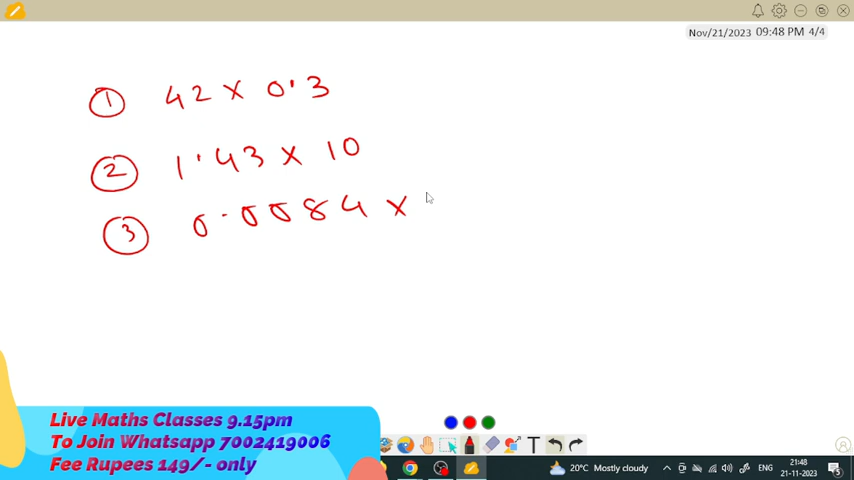 Nov/21/2023 09:48 PM 4/4
① 42 x 0.3
② 1.43 x 10
③ 0.0084 x
Live Maths Classes 9.15pm
To Join Whatsapp 7002419006
Fee Rupees 149/- only
T
20°C Mostly cloudy ENG 21:48
21-11-2023 5